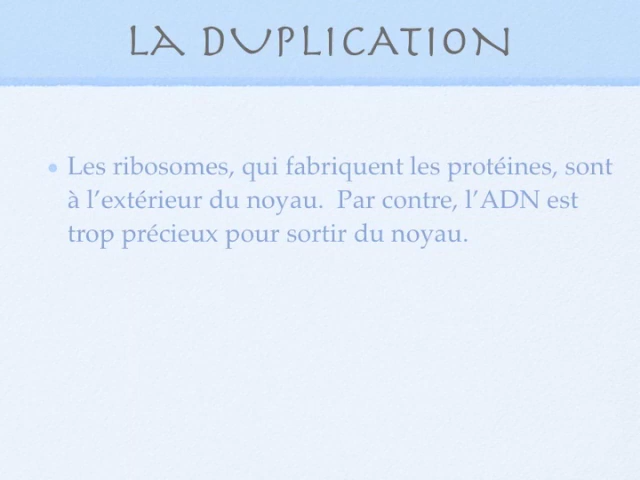 LA DUPLICATION
• Les ribosomes, qui fabriquent les protéines, sont
à l’extérieur du noyau.  Par contre, l’ADN est
trop précieux pour sortir du noyau.